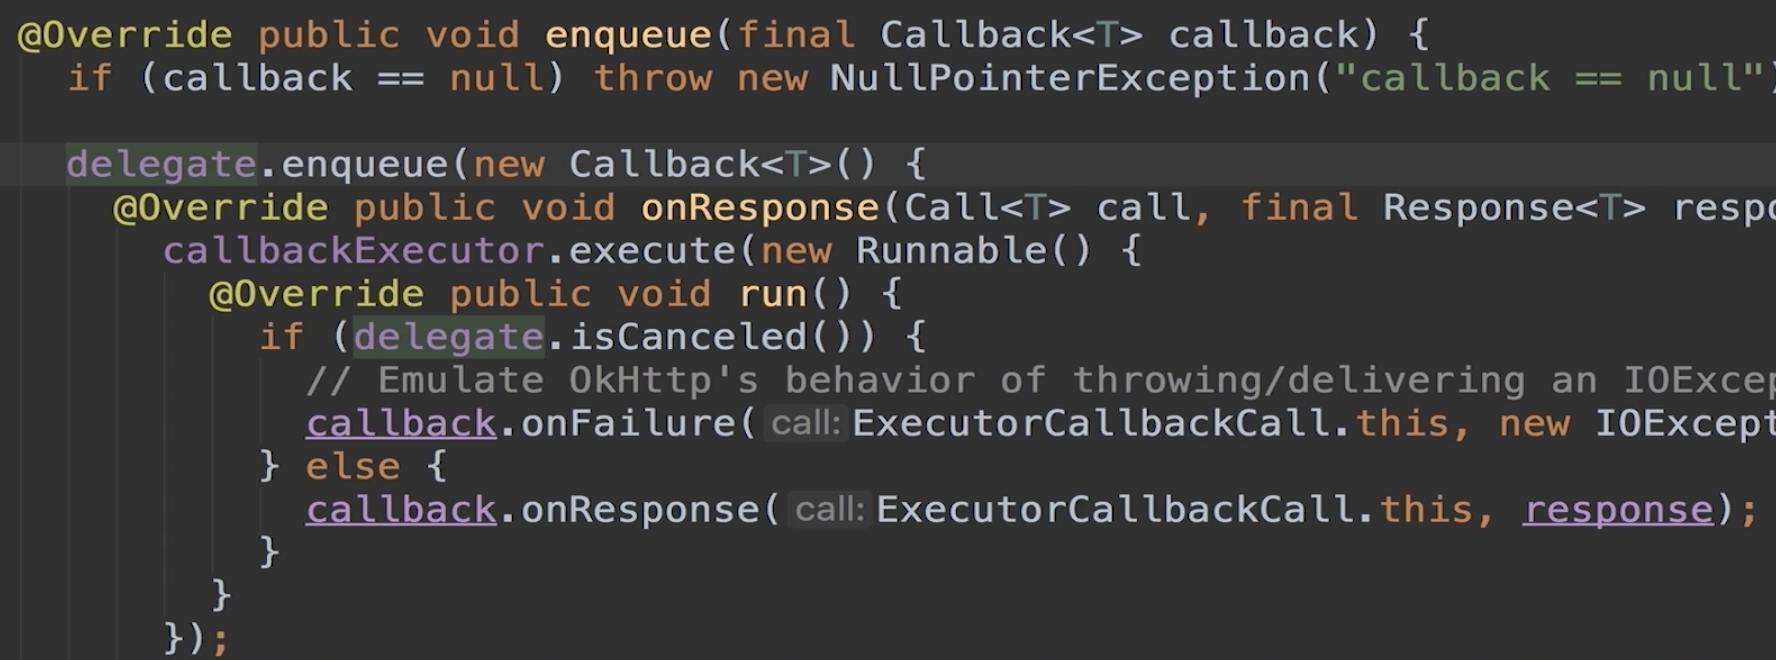 @Override public void enqueue(final Callback<T> callback) {
if (callback == null) throw new NullPointerException("callback == null")
delegate.enqueue(new Callback<T>() {
@Override public void onResponse(Call<T> call, final Response<T>
callbackExecutor.execute(new Runnable() {
@Override public void run() {
if (delegate.isCanceled()) {
// Emulate OkHttp's behavior of throwing/delivering an
callback.onFailure( call: ExecutorCallbackCall.this, new
} else {
callback.onResponse( call: ExecutorCallbackCall.this, response);
}
}
});